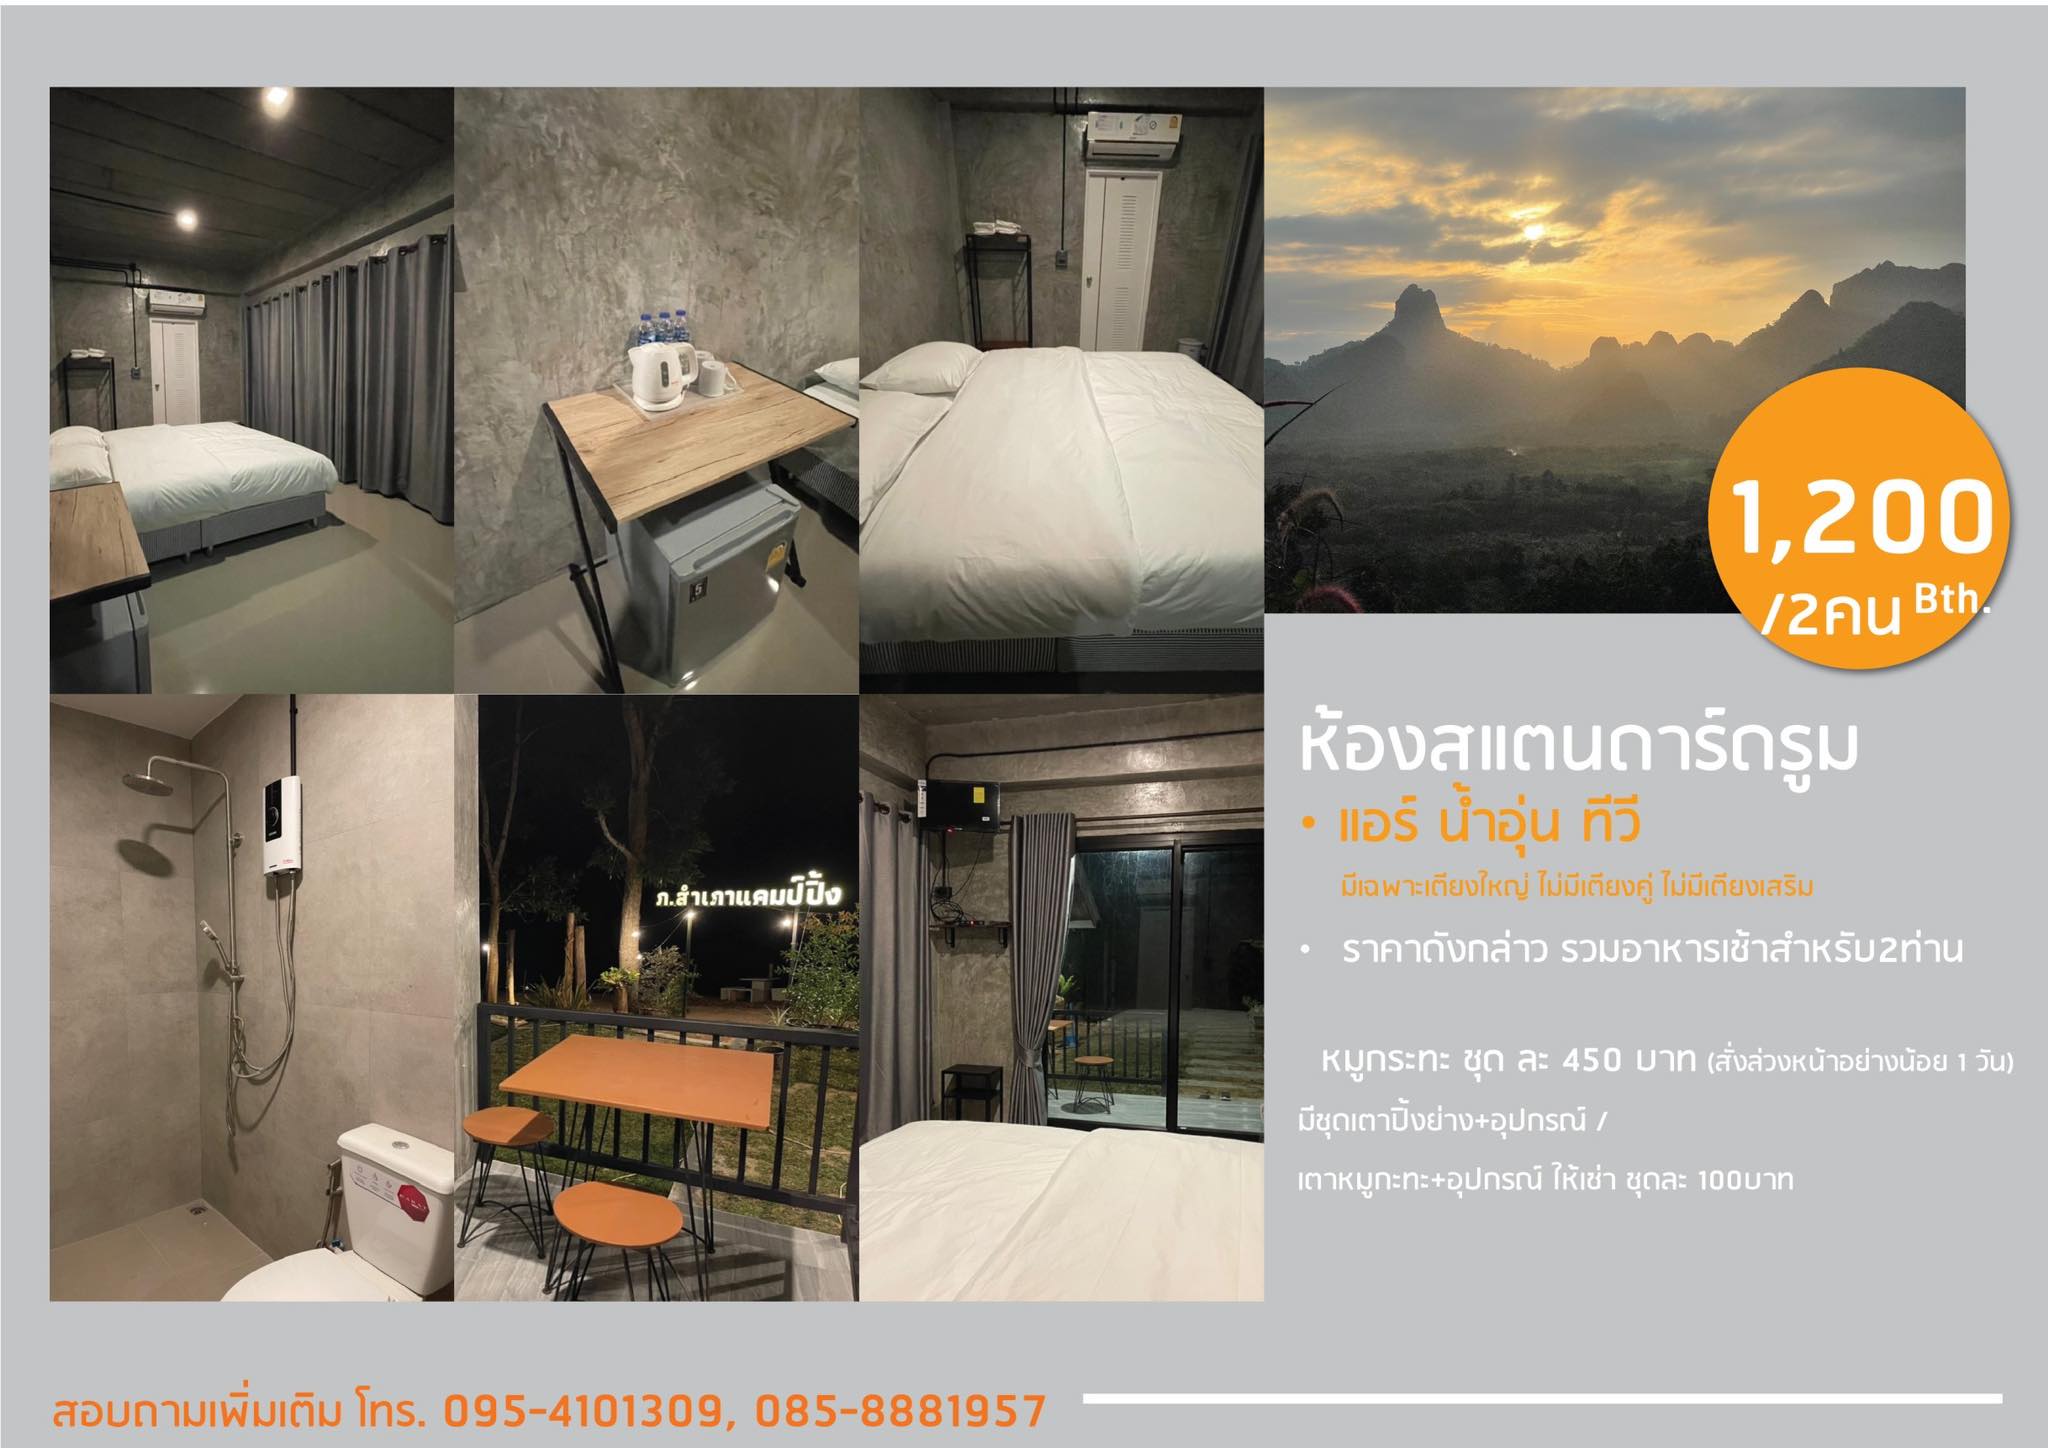 1,200
/2คน Bth.
ห้องสแตนดาร์ดรูม
• แอร์ น้ำอุ่น ทีวี
มีเฉพาะเตียงใหญ่ ไม่มีเตียงคู่ ไม่มีเตียงเสริม
• ราคาดังกล่าว รวมอาหารเช้าสำหรับ2ท่าน
ภ.สำเภาแคมป์ปิ้ง
หมูกระทะ ชุด ละ 450 บาท (สั่งล่วงหน้าอย่างน้อย 1 วัน)
มีชุดเตาปิ้งย่าง+อุปกรณ์ /
เตาหมูกะทะ+อุปกรณ์ ให้เช่า ชุดละ 100บาท
สอบถามเพิ่มเติม โทร. 095-4101309, 085-8881957